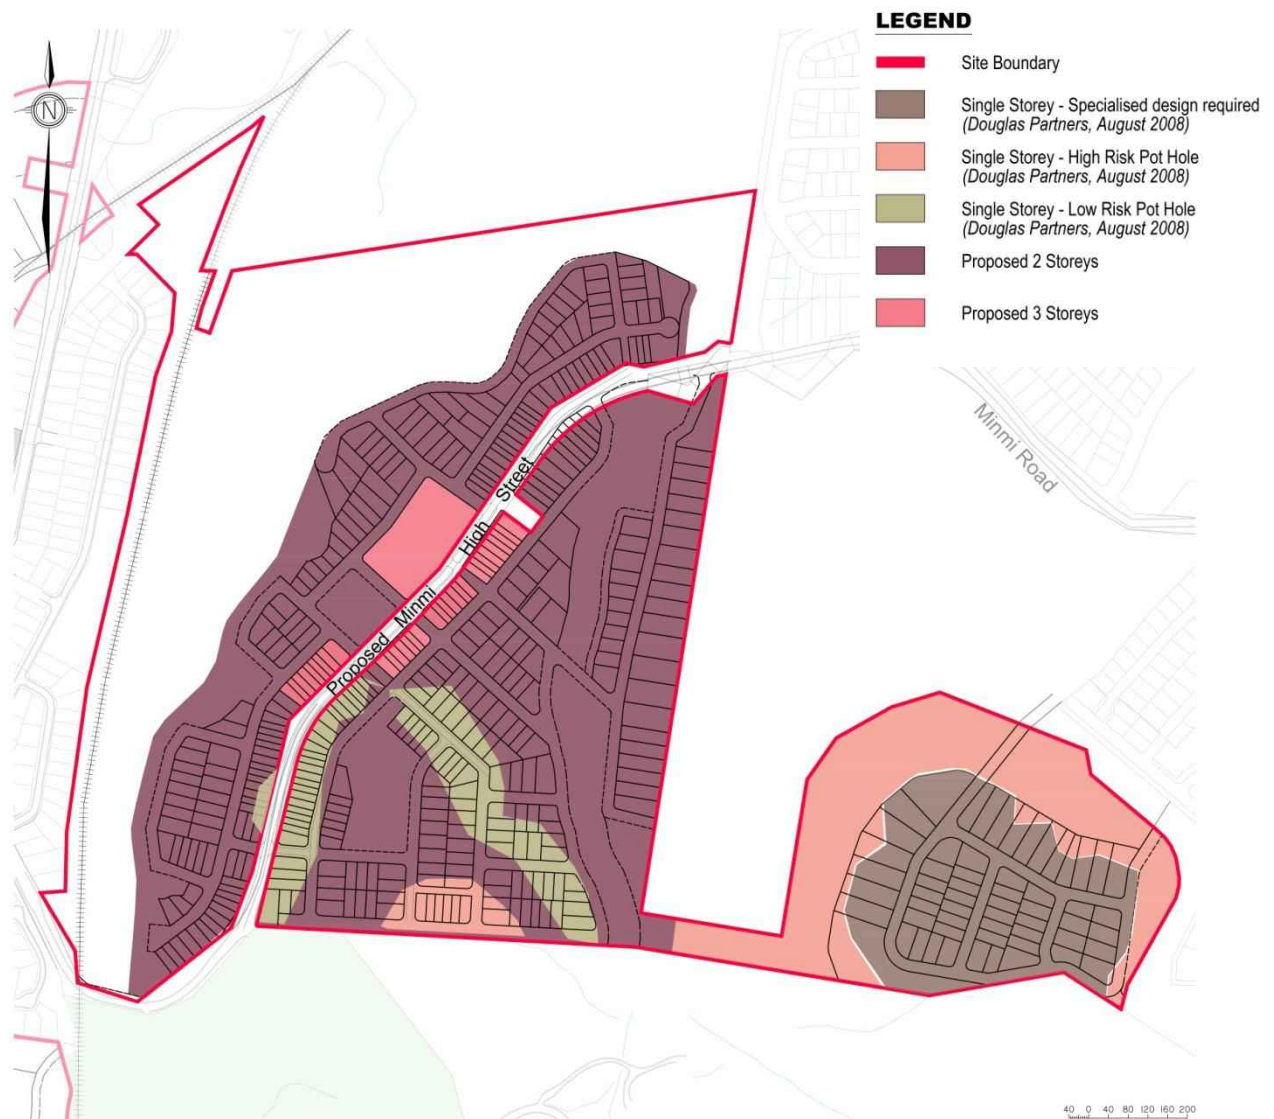 LEGEND
Site Boundary
Single Storey - Specialised design required
(Douglas Partners, August 2008)
Single Storey - High Risk Pot Hole
(Douglas Partners, August 2008)
Single Storey - Low Risk Pot Hole
(Douglas Partners, August 2008)
Proposed 2 Storeys
Proposed 3 Storeys
N
Minmi Road
Proposed Minmi High Street
40 0 40 80 120 160 200